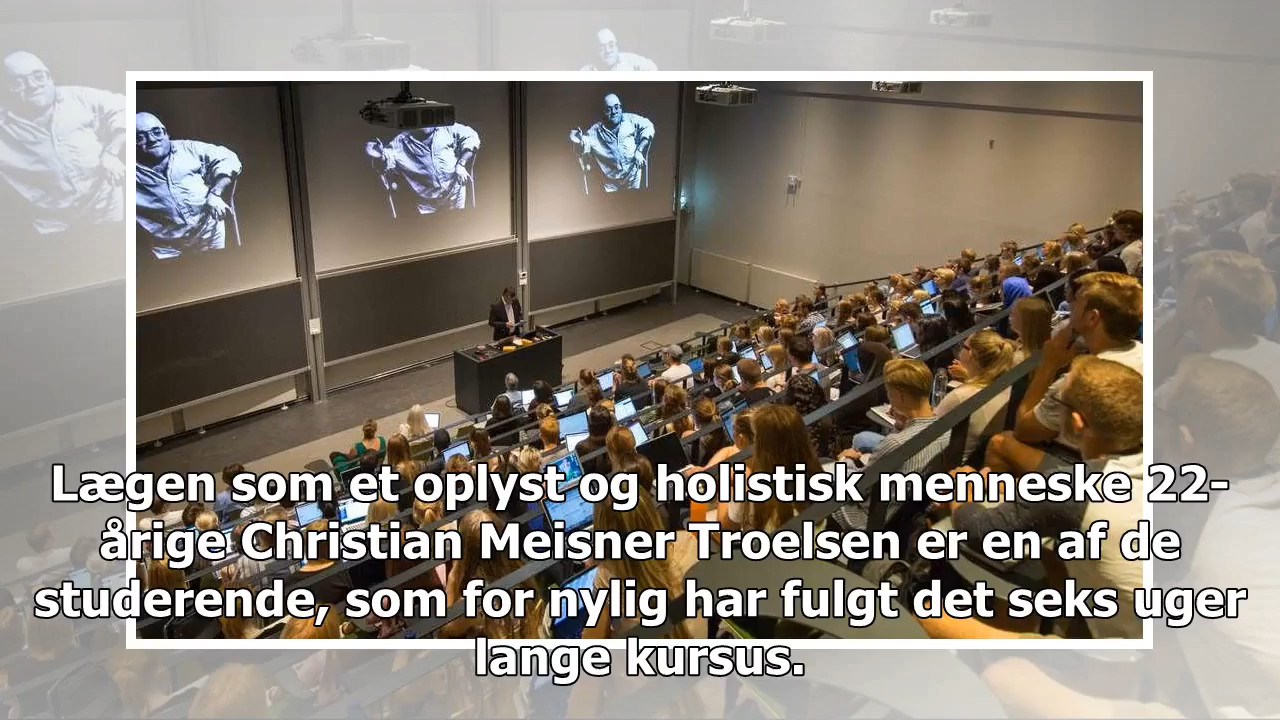 Lægen som et oplyst og holistisk menneske 22-
årige Christian Meisner Troelsen er en af de
studerende, som for nylig har fulgt det seks uger
lange kursus.